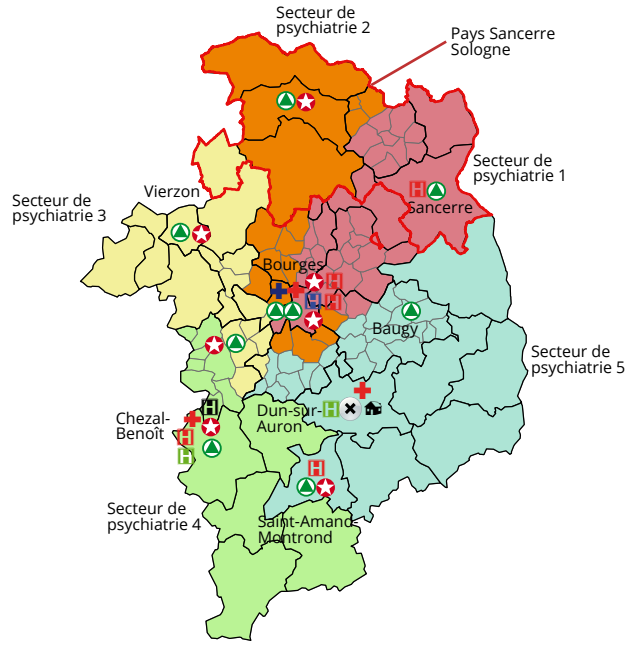 Secteur de
psychiatrie 2
Pays Sancerre
Sologne
Secteur de
psychiatrie 1
Vierzon
Secteur de
psychiatrie 3
H
Sancerre
Bourges
H
H
H
Baugy
Secteur de
psychiatrie 5
H
Chezal-
Benoît
H
H
Dun-sur-
Auron
H
H
Secteur de
psychiatrie 4
Saint-Amand-
Montrond